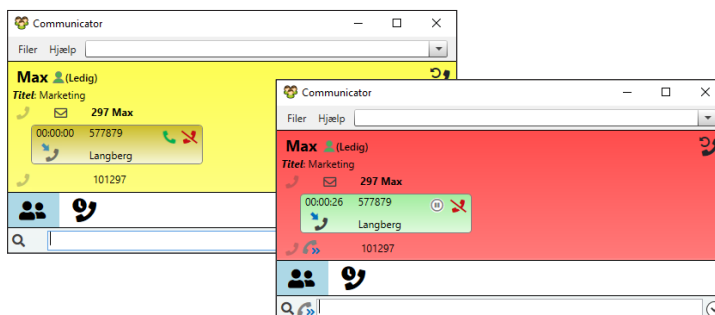 Communicator
Filer Hjælp
Max (Ledig)
Titel: Marketing
297 Max
00:00:00 577879
Langberg
101297
Communicator
Filer Hjælp
Max (Ledig)
Titel: Marketing
297 Max
00:00:26 577879
Langberg
101297